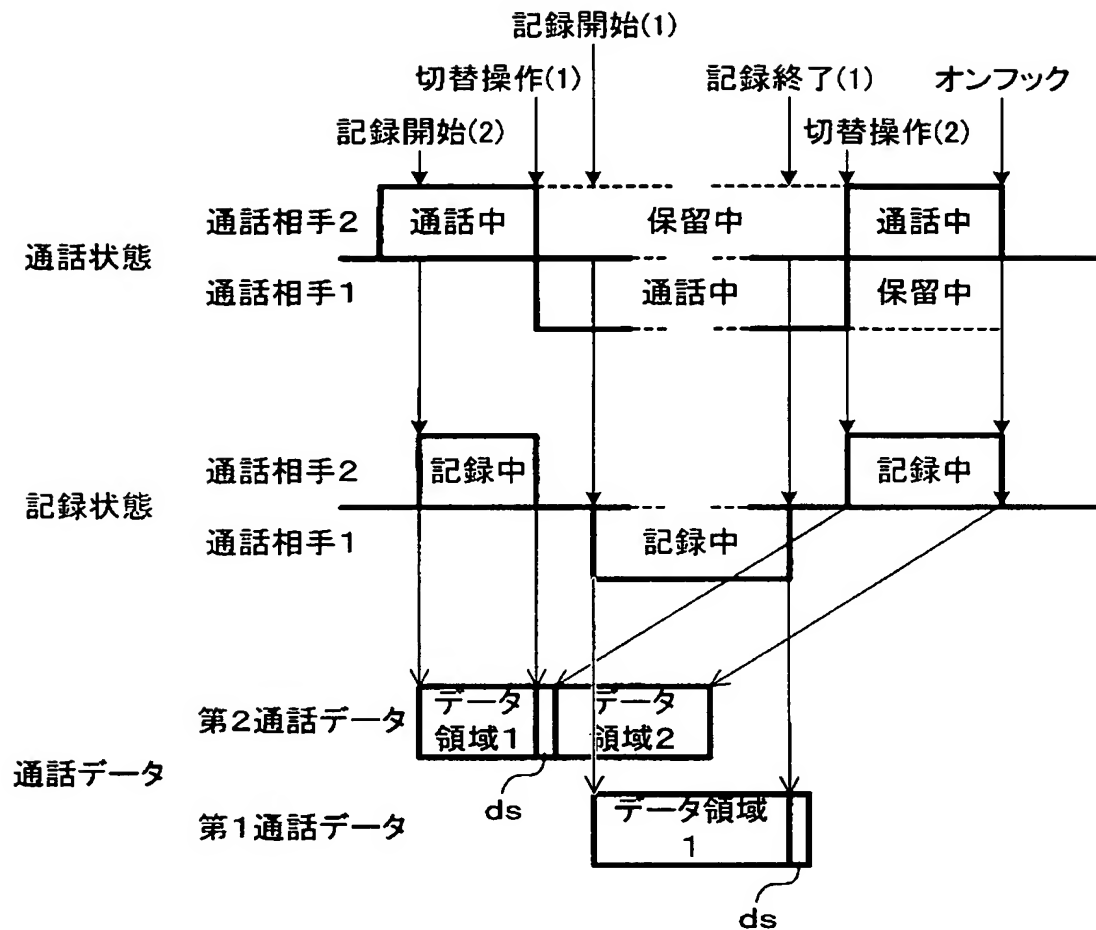 記録開始(1)
切替操作(1)
記録終了(1)
オンフック
記録開始(2)
切替操作(2)
通話状態
通話相手2
通話中
保留中
通話中
通話相手1
通話中
保留中
記録状態
通話相手2
記録中
記録中
通話相手1
記録中
通話データ
第2通話データ
データ
領域1
データ
領域2
ds
第1通話データ
データ領域
1
ds